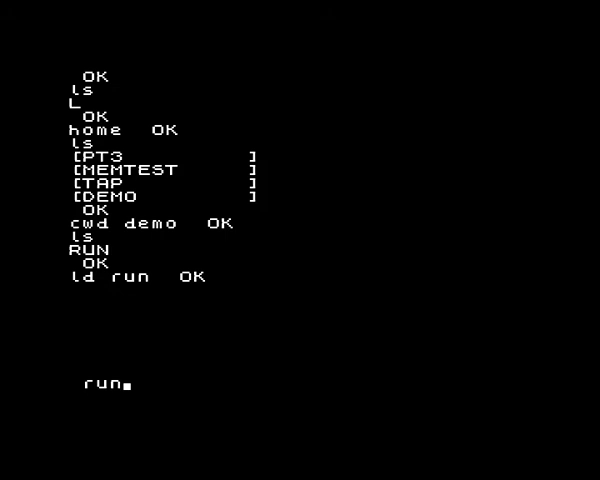 OK
ls
L
OK
home OK
ls
[PT3 ]
[MEMTEST ]
[TAP ]
[DEMO ]
OK
cwd demo OK
ls
RUN
OK
ld run OK
run